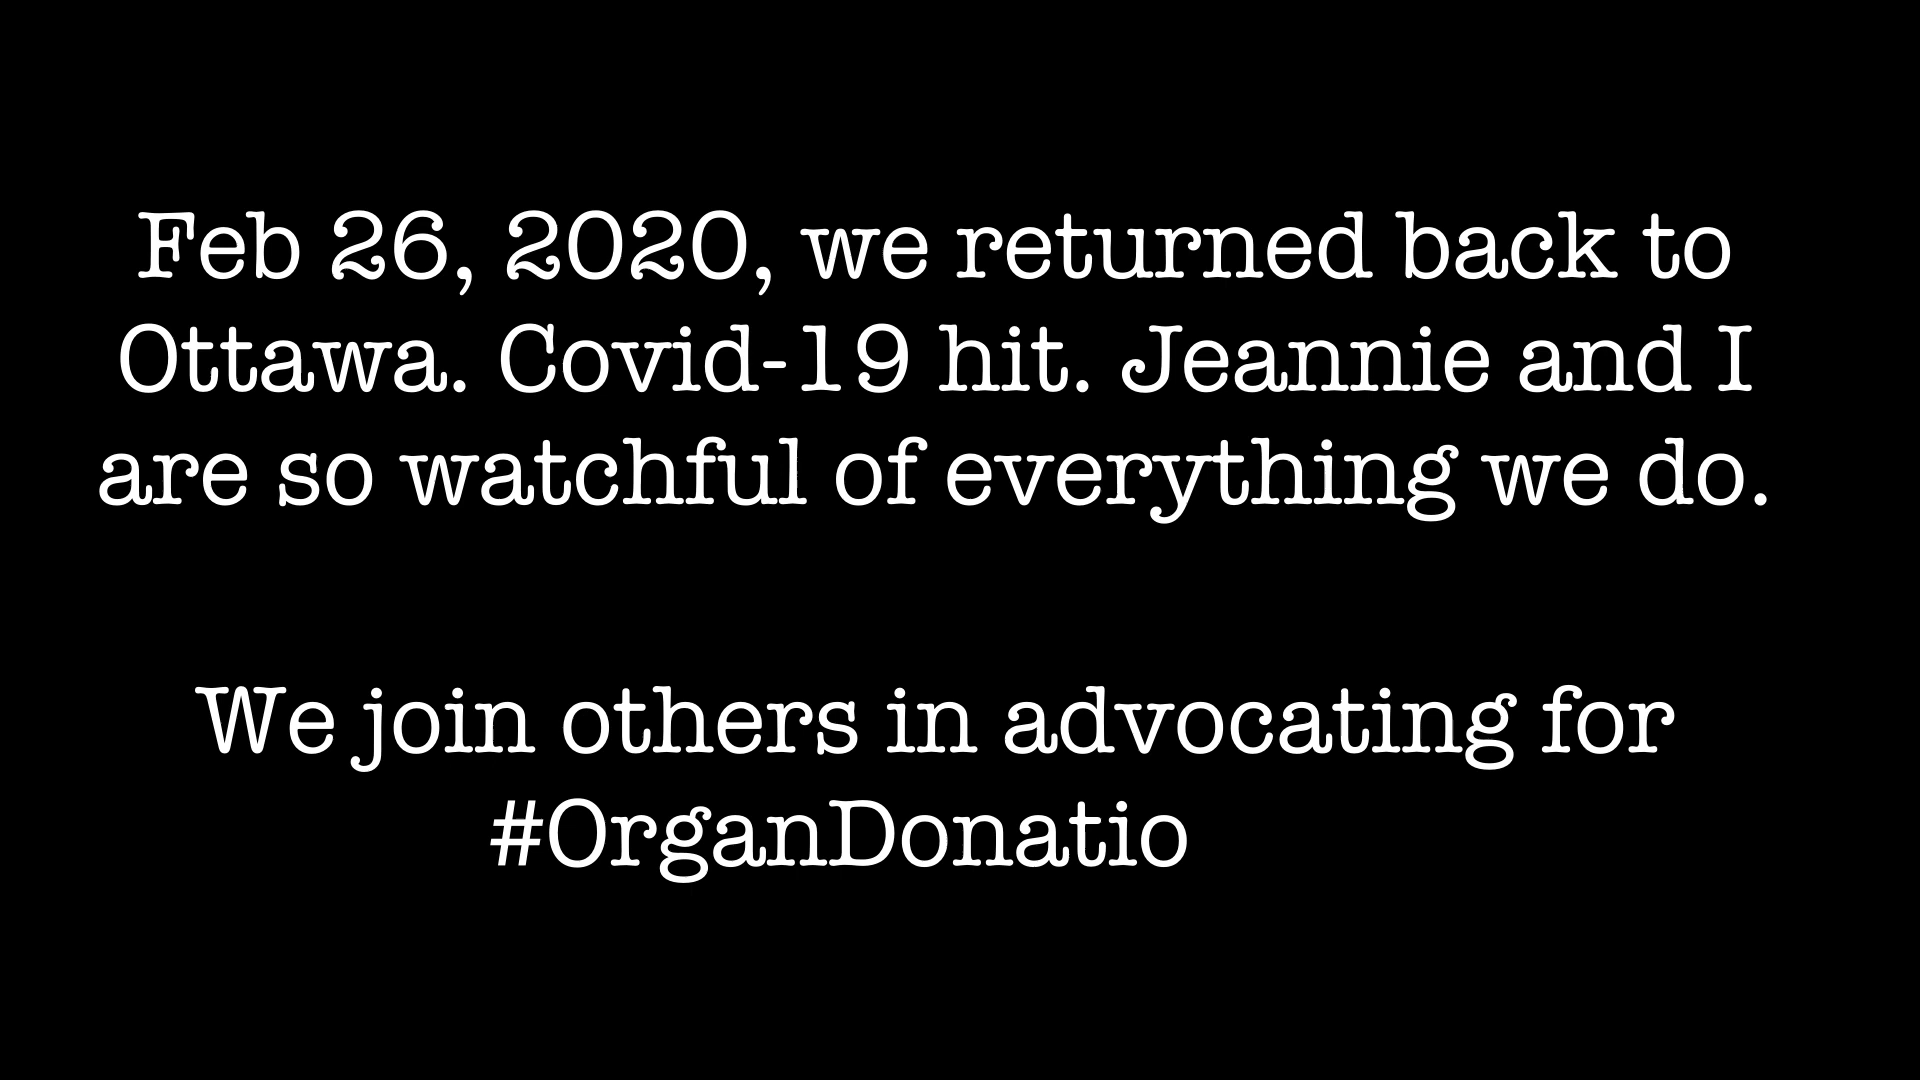 Feb 26, 2020, we returned back to
Ottawa. Covid-19 hit. Jeannie and I
are so watchful of everything we do.
We join others in advocating for
#OrganDonatio